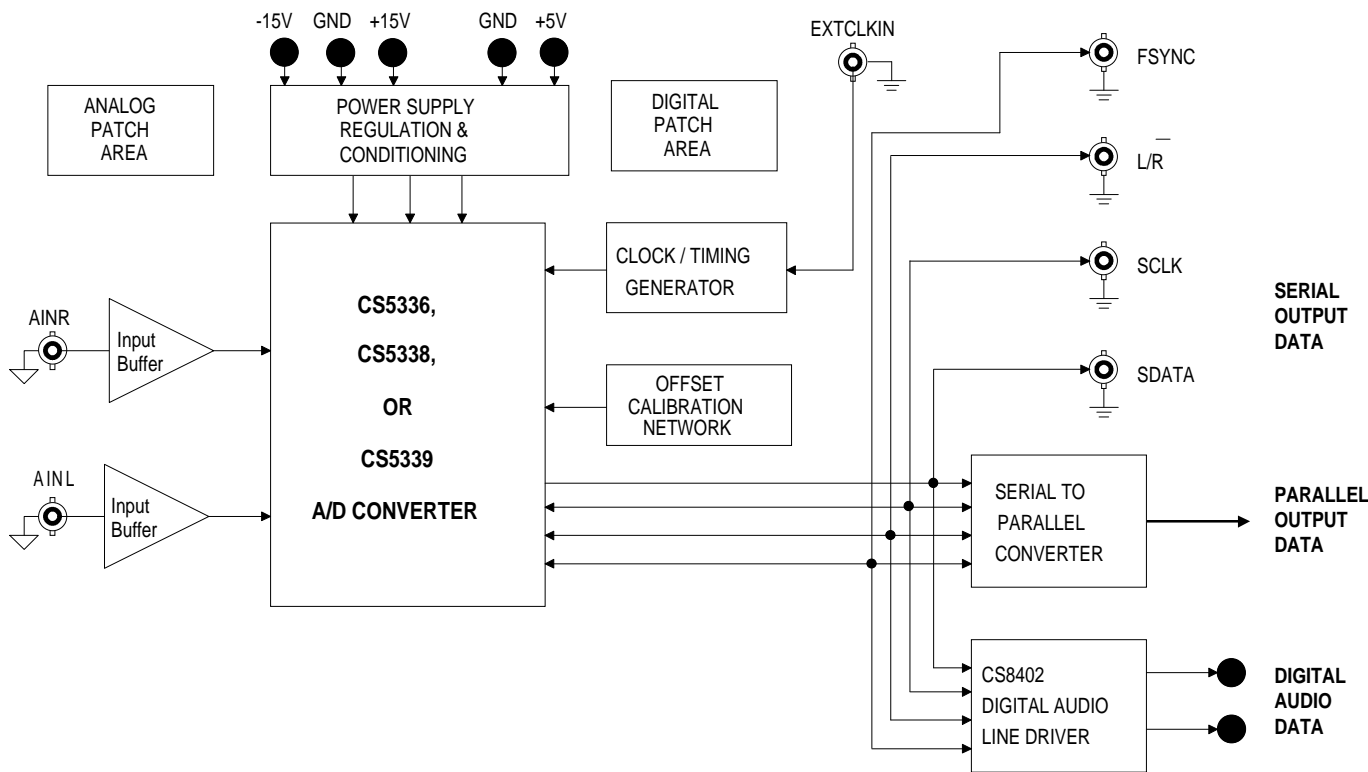 -15V GND +15V GND +5V
EXTCLKIN
FSYNC
ANALOG
PATCH
AREA
POWER SUPPLY
REGULATION &
CONDITIONING
DIGITAL
PATCH
AREA
L/R̅
CLOCK / TIMING
GENERATOR
SCLK
SERIAL
OUTPUT
DATA
AINR
Input
Buffer
CS5336,
CS5338,
OR
CS5339
A/D CONVERTER
OFFSET
CALIBRATION
NETWORK
SDATA
AINL
Input
Buffer
SERIAL TO
PARALLEL
CONVERTER
PARALLEL
OUTPUT
DATA
CS8402
DIGITAL AUDIO
LINE DRIVER
DIGITAL
AUDIO
DATA